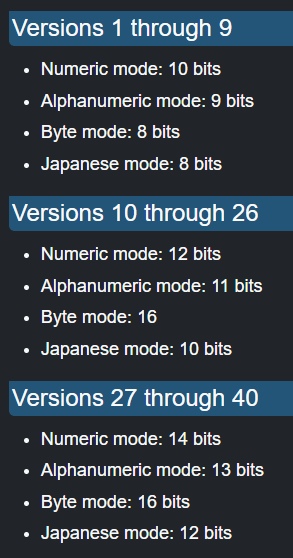 Versions 1 through 9
Numeric mode: 10 bits
Alphanumeric mode: 9 bits
Byte mode: 8 bits
Japanese mode: 8 bits
Versions 10 through 26
Numeric mode: 12 bits
Alphanumeric mode: 11 bits
Byte mode: 16
Japanese mode: 10 bits
Versions 27 through 40
Numeric mode: 14 bits
Alphanumeric mode: 13 bits
Byte mode: 16 bits
Japanese mode: 12 bits